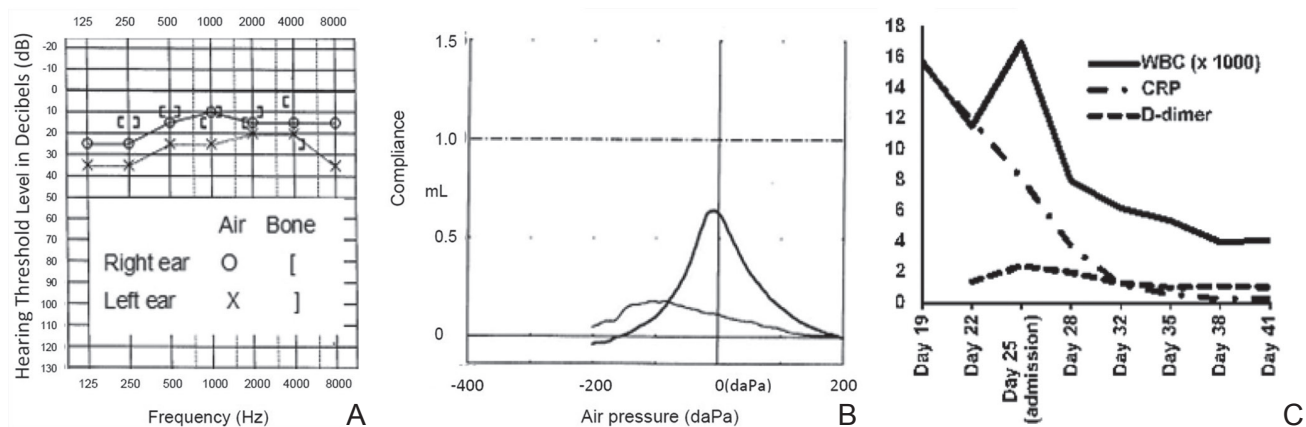 125 250 500 1000 2000 4000 8000
Hearing Threshold Level in Decibels (dB)
-20
-10
0
10
20
30
40
50
60
70
80
90
100
110
120
130
Air Bone
Right ear O [
Left ear X ]
125 250 500 1000 2000 4000 8000
Frequency (Hz)
A
Compliance
mL
1.5
1.0
0.5
0
-400 -200 0(daPa) 200
Air pressure (daPa)
B
18
16
14
12
10
8
6
4
2
0
WBC (x 1000)
CRP
D-dimer
Day 19
Day 22
Day 25
(admission)
Day 28
Day 32
Day 35
Day 38
Day 41
C